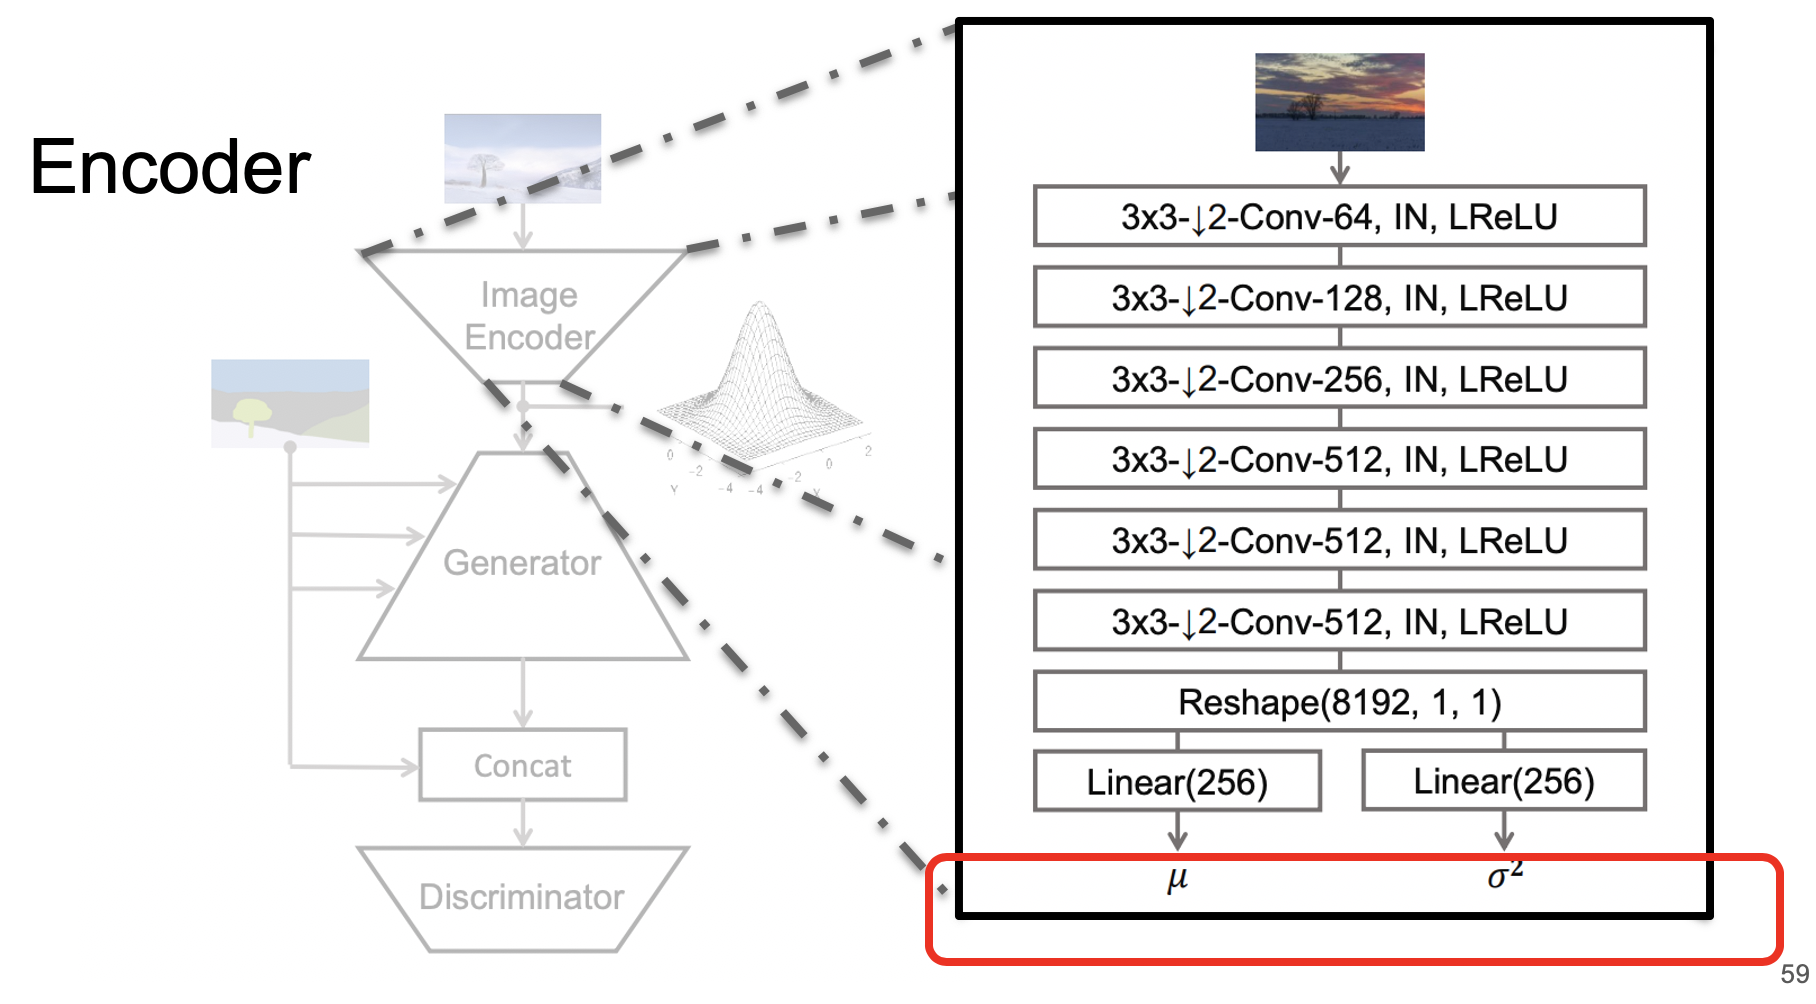 Encoder
Image
Encoder
0
-2
-4
Y
-4
-2
0
2
X
Generator
Concat
Discriminator
3x3-↓2-Conv-64, IN, LReLU
3x3-↓2-Conv-128, IN, LReLU
3x3-↓2-Conv-256, IN, LReLU
3x3-↓2-Conv-512, IN, LReLU
3x3-↓2-Conv-512, IN, LReLU
3x3-↓2-Conv-512, IN, LReLU
Reshape(8192, 1, 1)
Linear(256) Linear(256)
μ σ²
59